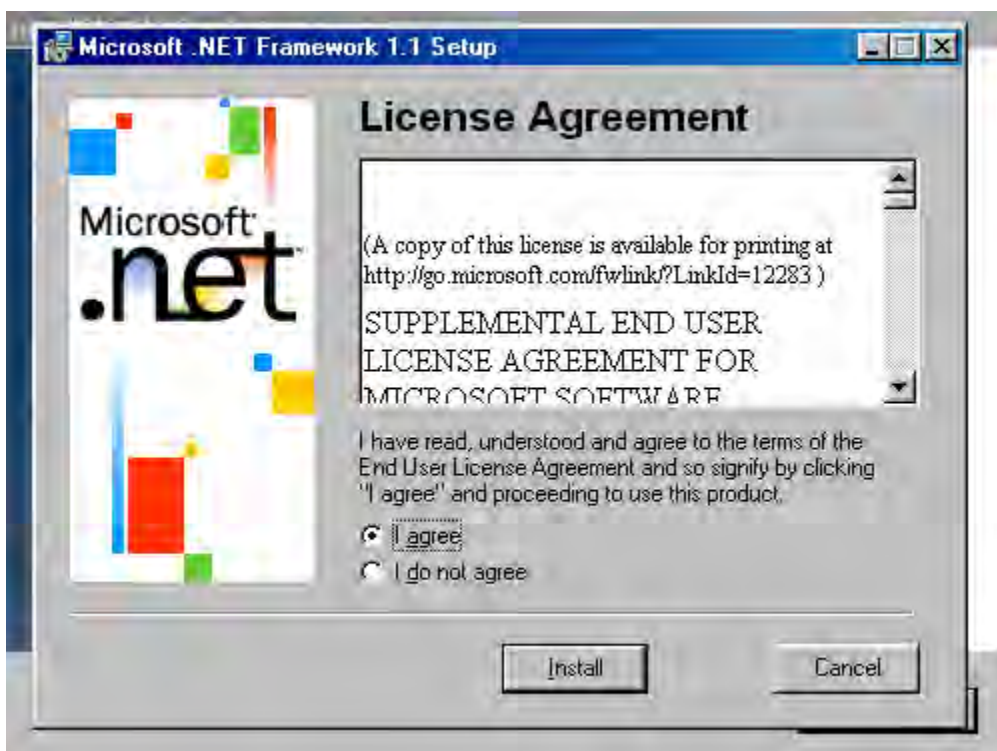 Microsoft .NET Framework 1.1 Setup
License Agreement
Microsoft
.net
(A copy of this license is available for printing at
http://go.microsoft.com/fwlink/?LinkId=12283 )
SUPPLEMENTAL END USER
LICENSE AGREEMENT FOR
MICROSOFT SOFTWARE
I have read, understood and agree to the terms of the
End User License Agreement and so signify by clicking
"I agree" and proceeding to use this product.
I agree
I do not agree
Install
Cancel